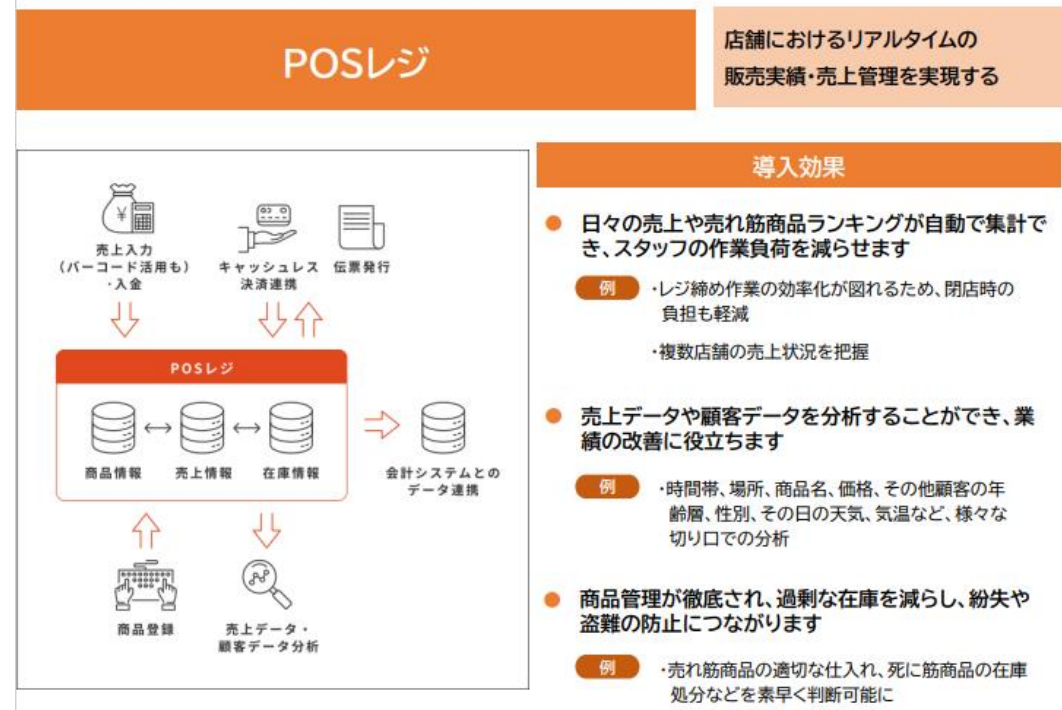 POSレジ
店舗におけるリアルタイムの
販売実績・売上管理を実現する
売上入力
（バーコード活用も）
・入金
キャッシュレス
決済連携
伝票発行
POSレジ
商品情報
売上情報
在庫情報
会計システムとの
データ連携
商品登録
売上データ・
顧客データ分析
導入効果
● 日々の売上や売れ筋商品ランキングが自動で集計で
き、スタッフの作業負荷を減らせます
例 ・レジ締め作業の効率化が図れるため、閉店時の
負担も軽減
・複数店舗の売上状況を把握
● 売上データや顧客データを分析することができ、業
績の改善に役立ちます
例 ・時間帯、場所、商品名、価格、その他顧客の年
齢層、性別、その日の天気、気温など、様々な
切り口での分析
● 商品管理が徹底され、過剰な在庫を減らし、紛失や
盗難の防止につながります
例 ・売れ筋商品の適切な仕入れ、死に筋商品の在庫
処分などを素早く判断可能に